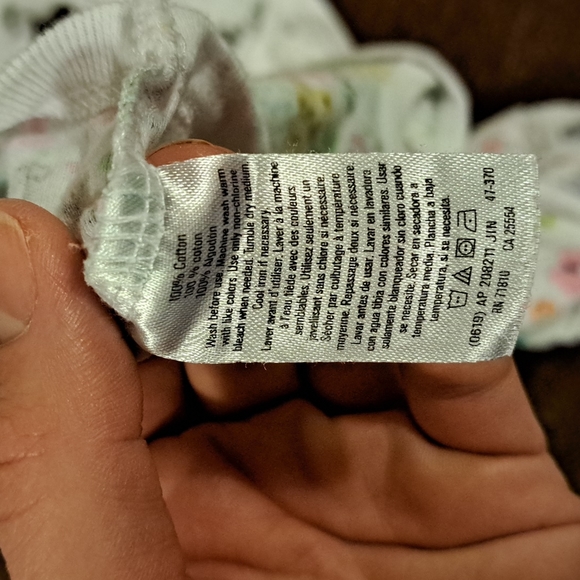 100% Cotton
100 % coton
100% Algodón
Wash before use. Machine wash warm
with like colors. Use only non-chlorine
bleach when needed. Tumble dry medium.
Cool iron if necessary.
Laver avant d'utiliser. Laver à la machine
à l'eau tiède avec des couleurs
semblables. Utilisez seulement un
javellisant sans chlore si nécessaire.
Sécher par culbutage à température
moyenne. Repassage doux si nécessaire.
Lavar antes de usar. Lavar en lavadora
con agua tibia con colores similares. Usar
solamente blanqueador sin cloro cuando
se necesite. Secar en secadora a
temperatura media. Plancha a baja
temperatura, si se necesita.
(0619) AP 208211 JIN 47-370
RN 71810 CA 25554